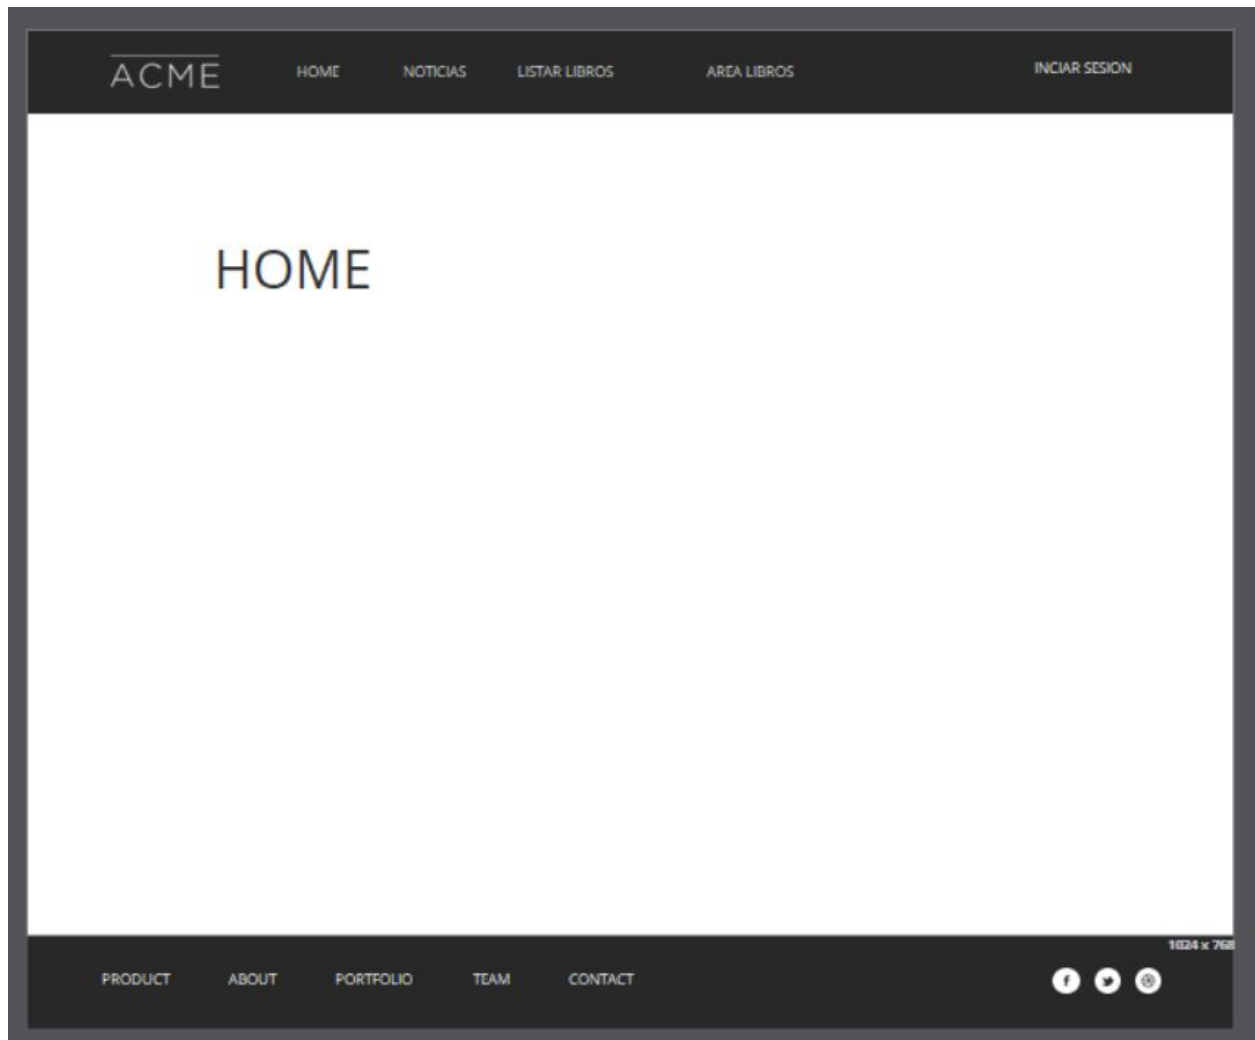 ACME HOME NOTICIAS LISTAR LIBROS AREA LIBROS INCIAR SESION
HOME
1024 x 768
PRODUCT ABOUT PORTFOLIO TEAM CONTACT